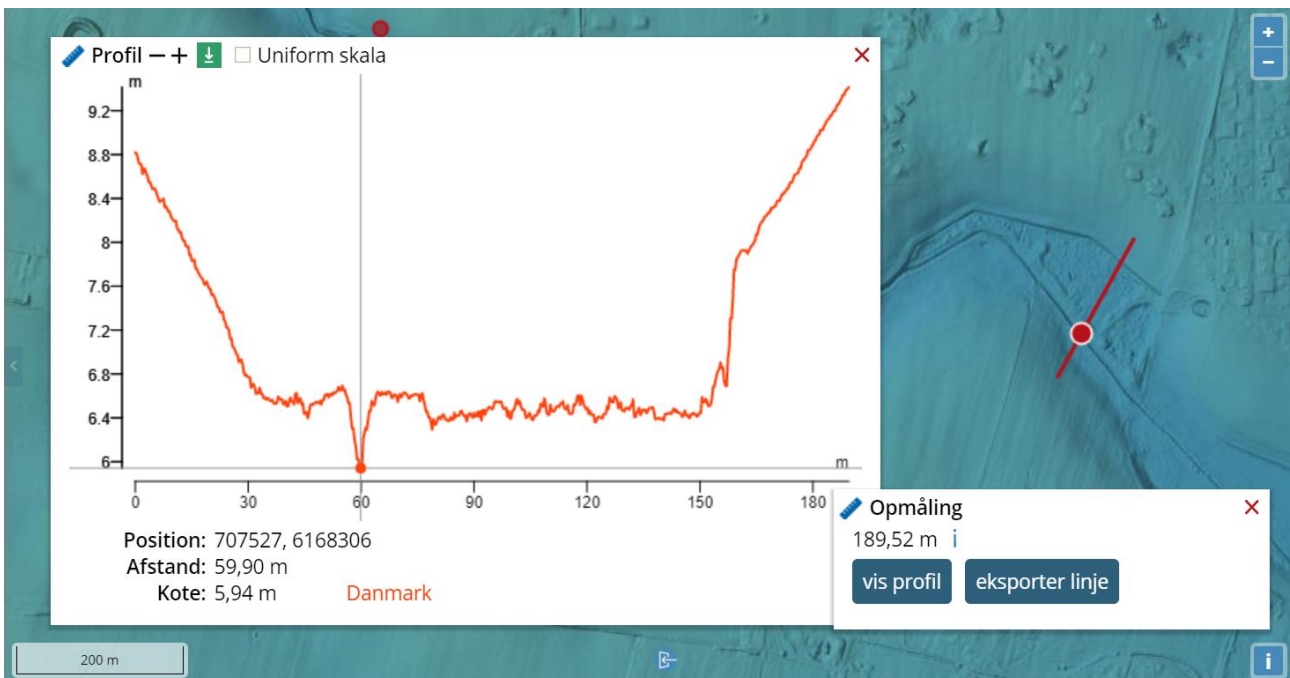 Profil − + Uniform skala
m
9.2
8.8
8.4
8
7.6
7.2
6.8
6.4
6
m
0 30 60 90 120 150 180
Position: 707527, 6168306
Afstand: 59,90 m
Kote: 5,94 m Danmark
+
−
Opmåling
189,52 m i
vis profil eksporter linje
200 m
i